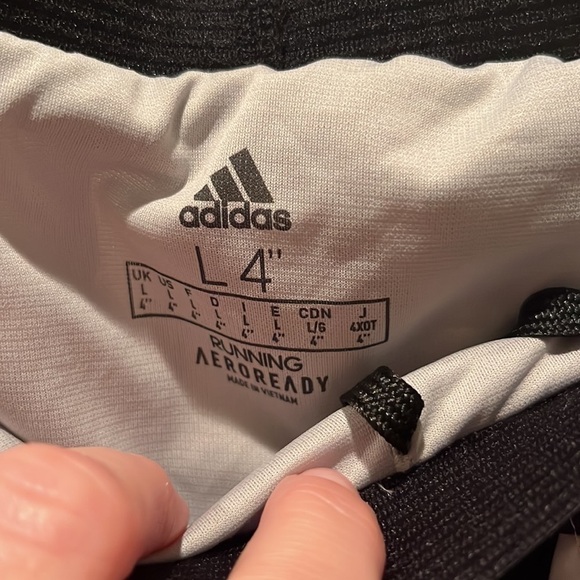 adidas
L 4"
UK US F D I E CDN J
L L L L L L L/G 4XOT
4" 4" 4" 4" 4" 4" 4" 4"
RUNNING
AEROREADY
MADE IN VIETNAM